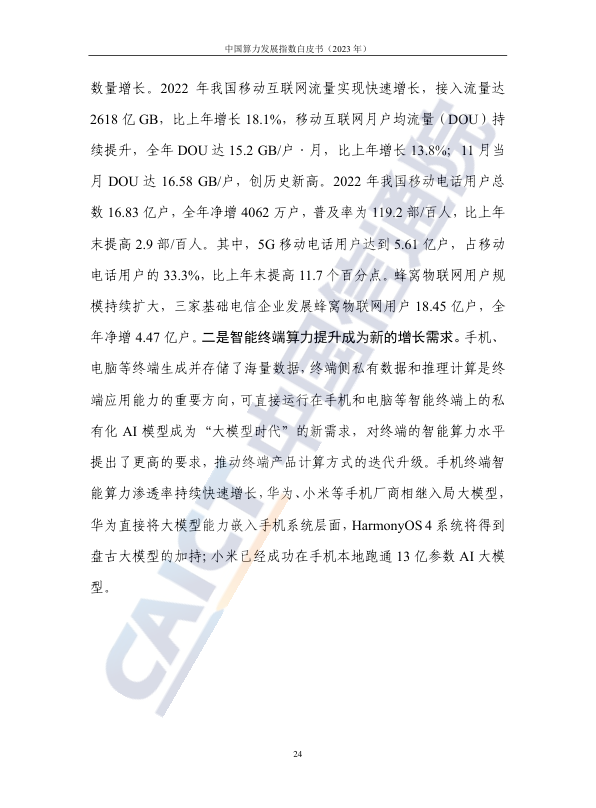 中国算力发展指数白皮书（2023 年）
数量增长。2022 年我国移动互联网流量实现快速增长，接入流量达
2618 亿 GB，比上年增长 18.1%，移动互联网月户均流量（DOU）持
续提升，全年 DOU 达 15.2 GB/户·月，比上年增长 13.8%；11 月当
月 DOU 达 16.58 GB/户，创历史新高。2022 年我国移动电话用户总
数 16.83 亿户，全年净增 4062 万户，普及率为 119.2 部/百人，比上年
末提高 2.9 部/百人。其中，5G 移动电话用户达到 5.61 亿户，占移动
电话用户的 33.3%，比上年末提高 11.7 个百分点。蜂窝物联网用户规
模持续扩大，三家基础电信企业发展蜂窝物联网用户 18.45 亿户，全
年净增 4.47 亿户。二是智能终端算力提升成为新的增长需求。手机、
电脑等终端生成并存储了海量数据，终端侧私有数据和推理计算是终
端应用能力的重要方向，可直接运行在手机和电脑等智能终端上的私
有化 AI 模型成为“大模型时代”的新需求，对终端的智能算力水平
提出了更高的要求，推动终端产品计算方式的迭代升级。手机终端智
能算力渗透率持续快速增长，华为、小米等手机厂商相继入局大模型，
华为直接将大模型能力嵌入手机系统层面，HarmonyOS 4 系统将得到
盘古大模型的加持；小米已经成功在手机本地跑通 13 亿参数 AI 大模
型。
CAICT 中国信通院
24